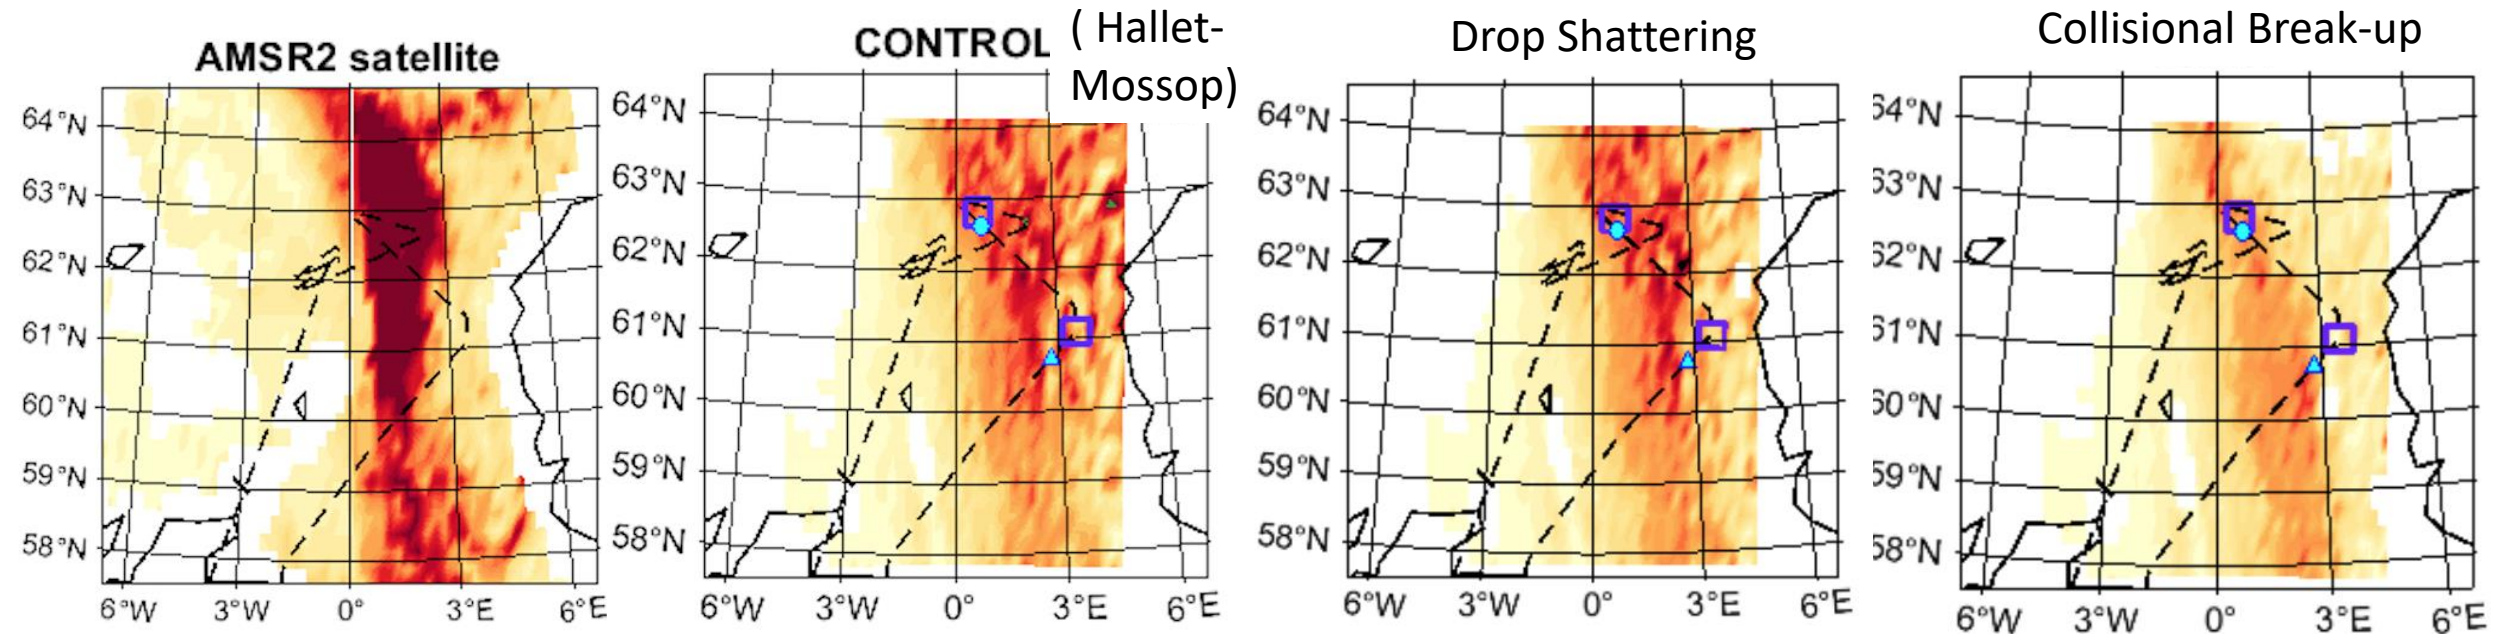 AMSR2 satellite
64°N
63°N
62°N
61°N
60°N
59°N
58°N
6°W 3°W 0° 3°E 6°E
CONTROL ( Hallet-
Mossop)
64°N
63°N
62°N
61°N
60°N
59°N
58°N
6°W 3°W 0° 3°E 6°E
Drop Shattering
64°N
63°N
62°N
61°N
60°N
59°N
58°N
6°W 3°W 0° 3°E 6°E
Collisional Break-up
64°N
63°N
62°N
61°N
60°N
59°N
58°N
6°W 3°W 0° 3°E 6°E